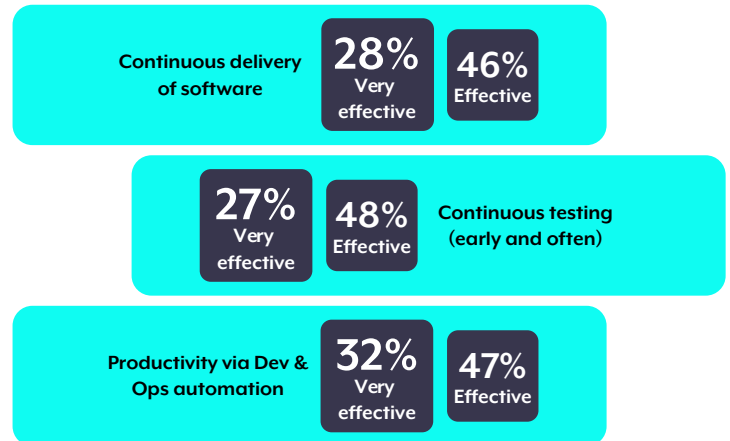 Continuous delivery
of software
28%
Very
effective
46%
Effective
27%
Very
effective
48%
Effective
Continuous testing
(early and often)
Productivity via Dev &
Ops automation
32%
Very
effective
47%
Effective